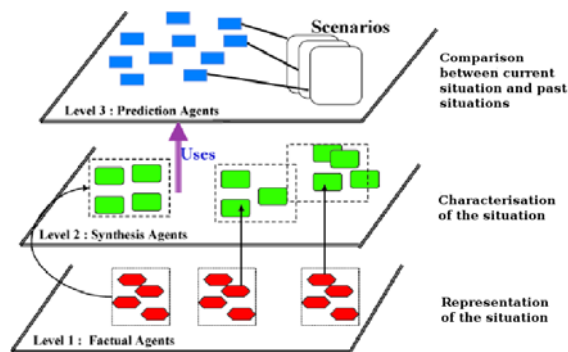 Scenarios
Comparison
between current
situation and past
situations
Level 3 : Prediction Agents
Uses
Characterisation
of the situation
Level 2 : Synthesis Agents
Representation
of the situation
Level 1 : Factual Agents